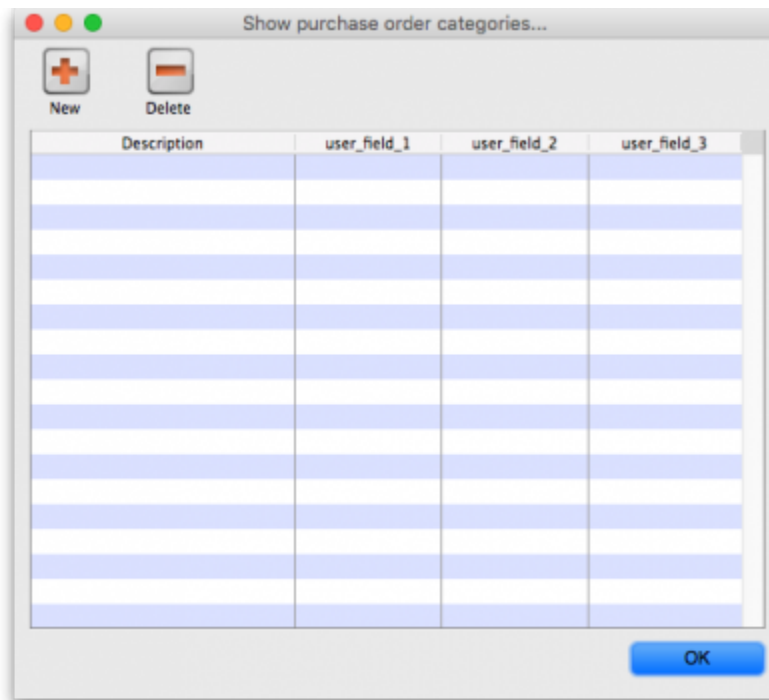 Show purchase order categories...
New Delete
Description user_field_1 user_field_2 user_field_3
OK